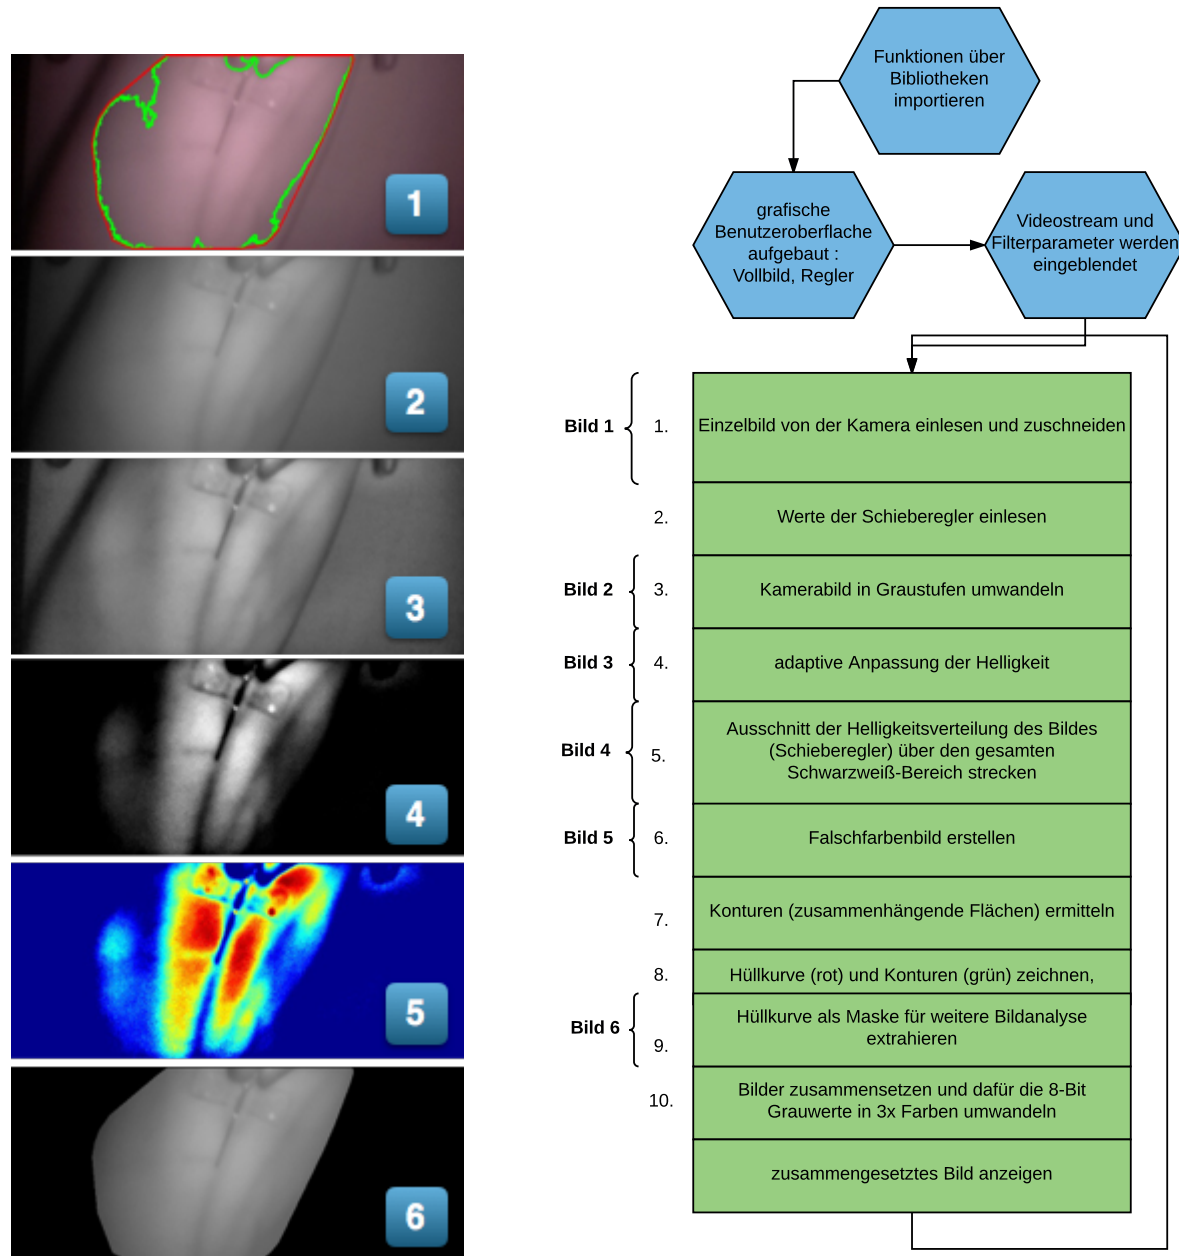 1
2
3
4
5
6
Funktionen über
Bibliotheken
importieren
grafische
Benutzeroberflache
aufgebaut :
Vollbild, Regler
Videostream und
Filterparameter werden
eingeblendet
Bild 1
1.
Einzelbild von der Kamera einlesen und zuschneiden
2.
Werte der Schieberegler einlesen
Bild 2
3.
Kamerabild in Graustufen umwandeln
Bild 3
4.
adaptive Anpassung der Helligkeit
Bild 4
5.
Ausschnitt der Helligkeitsverteilung des Bildes
(Schieberegler) über den gesamten
Schwarzweiß-Bereich strecken
Bild 5
6.
Falschfarbenbild erstellen
7.
Konturen (zusammenhängende Flächen) ermitteln
8.
Hüllkurve (rot) und Konturen (grün) zeichnen,
Bild 6
9.
Hüllkurve als Maske für weitere Bildanalyse
extrahieren
10.
Bilder zusammensetzen und dafür die 8-Bit
Grauwerte in 3x Farben umwandeln
zusammengesetztes Bild anzeigen